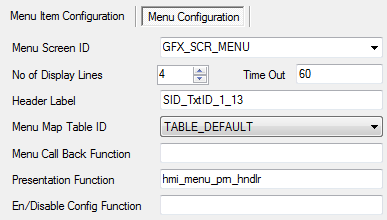 Menu Item Configuration Menu Configuration
Menu Screen ID GFX_SCR_MENU
No of Display Lines 4 Time Out 60
Header Label SID_TxtID_1_13
Menu Map Table ID TABLE_DEFAULT
Menu Call Back Function
Presentation Function hmi_menu_prn_hndlr
En/Disable Config Function